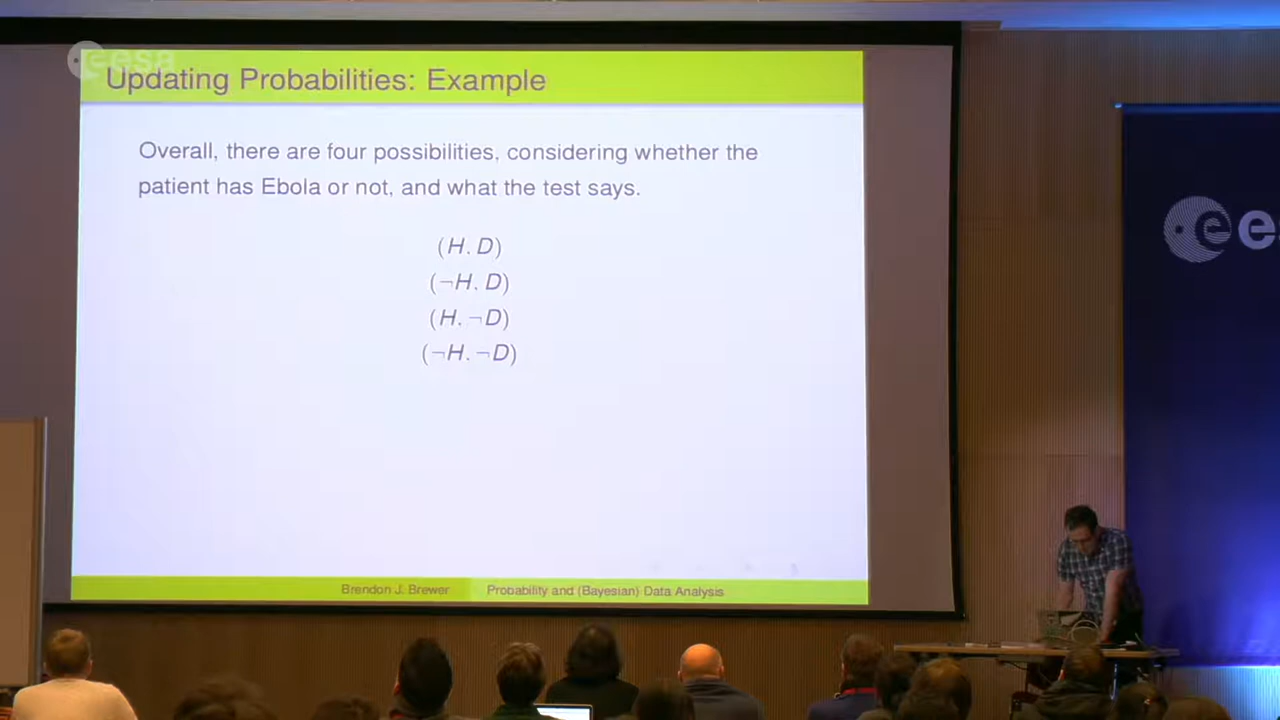 esa
Updating Probabilities: Example
Overall, there are four possibilities, considering whether the
patient has Ebola or not, and what the test says.
(H. D)
(¬H. D)
(H. ¬D)
(¬H. ¬D)
Brendon J. Brewer Probability and (Bayesian) Data Analysis
es